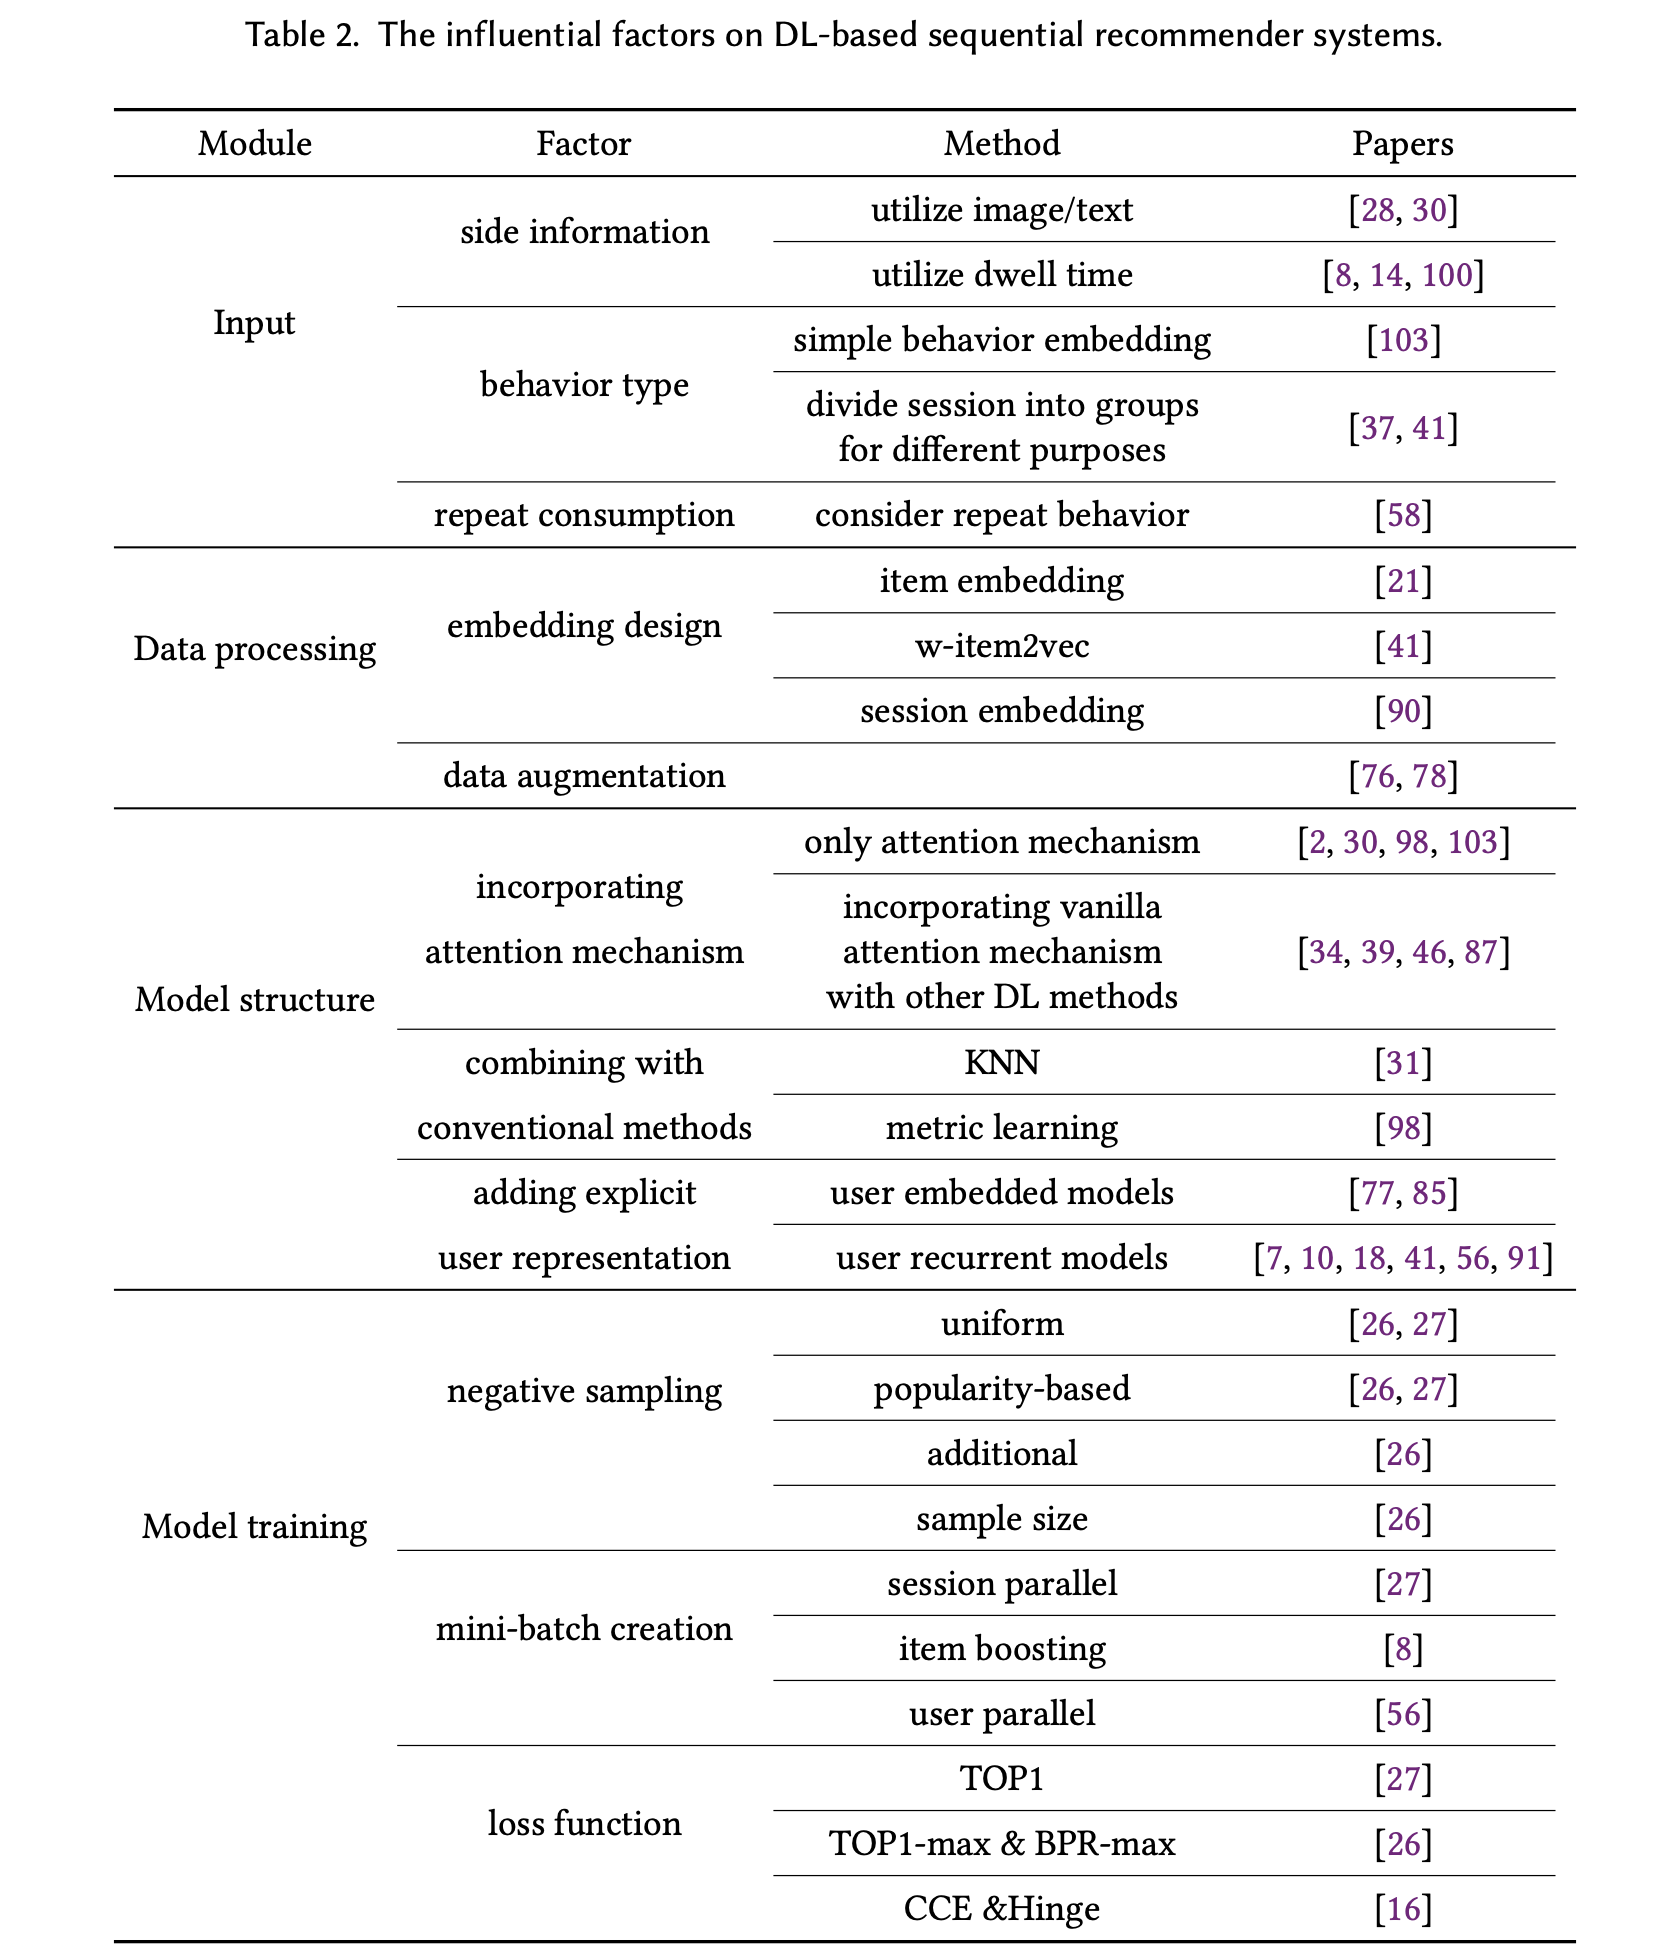 Table 2. The influential factors on DL-based sequential recommender systems.
Module Factor Method Papers
Input
side information
utilize image/text [28, 30]
utilize dwell time [8, 14, 100]
behavior type
simple behavior embedding [103]
divide session into groups
for different purposes
[37, 41]
repeat consumption consider repeat behavior [58]
Data processing
embedding design
item embedding [21]
w-item2vec [41]
session embedding [90]
data augmentation [76, 78]
Model structure
incorporating
attention mechanism
only attention mechanism [2, 30, 98, 103]
incorporating vanilla
attention mechanism
with other DL methods
[34, 39, 46, 87]
combining with
conventional methods
KNN [31]
metric learning [98]
adding explicit
user representation
user embedded models [77, 85]
user recurrent models [7, 10, 18, 41, 56, 91]
Model training
negative sampling
uniform [26, 27]
popularity-based [26, 27]
additional [26]
sample size [26]
mini-batch creation
session parallel [27]
item boosting [8]
user parallel [56]
loss function
TOP1 [27]
TOP1-max & BPR-max [26]
CCE &Hinge [16]